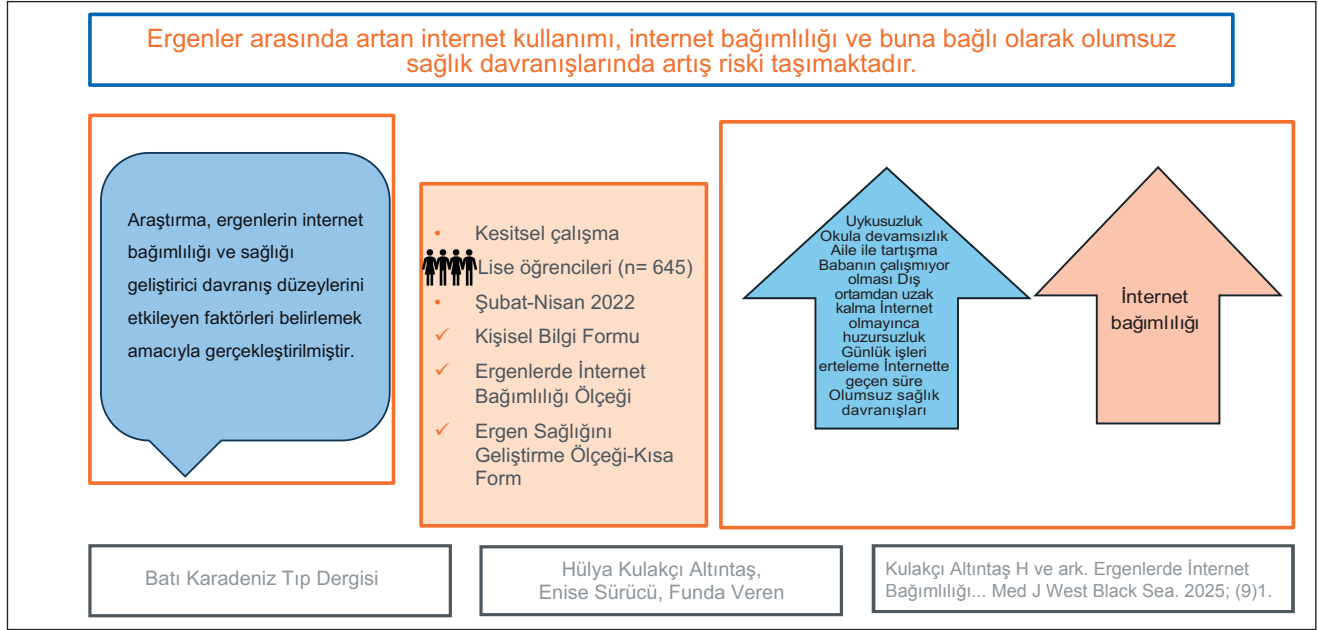 Ergenler arasında artan internet kullanımı, internet bağımlılığı ve buna bağlı olarak olumsuz
sağlık davranışlarında artış riski taşımaktadır.
Araştırma, ergenlerin internet
bağımlılığı ve sağlığı
geliştirici davranış düzeylerini
etkileyen faktörleri belirlemek
amacıyla gerçekleştirilmiştir.
• Kesitsel çalışma
Lise öğrencileri (n= 645)
• Şubat-Nisan 2022
✓ Kişisel Bilgi Formu
✓ Ergenlerde İnternet
Bağımlılığı Ölçeği
✓ Ergen Sağlığını
Geliştirme Ölçeği-Kısa
Form
Uykusuzluk
Okula devamsızlık
Aile ile tartışma
Babanın çalışmıyor
olması Dış
ortamdan uzak
kalma İnternet
olmayınca
huzursuzluk
Günlük işleri
erteleme İnternette
geçen süre
Olumsuz sağlık
davranışları
İnternet
bağımlılığı
Batı Karadeniz Tıp Dergisi
Hülya Kulakçı Altıntaş,
Enise Sürücü, Funda Veren
Kulakçı Altıntaş H ve ark. Ergenlerde İnternet
Bağımlılığı... Med J West Black Sea. 2025; (9)1.